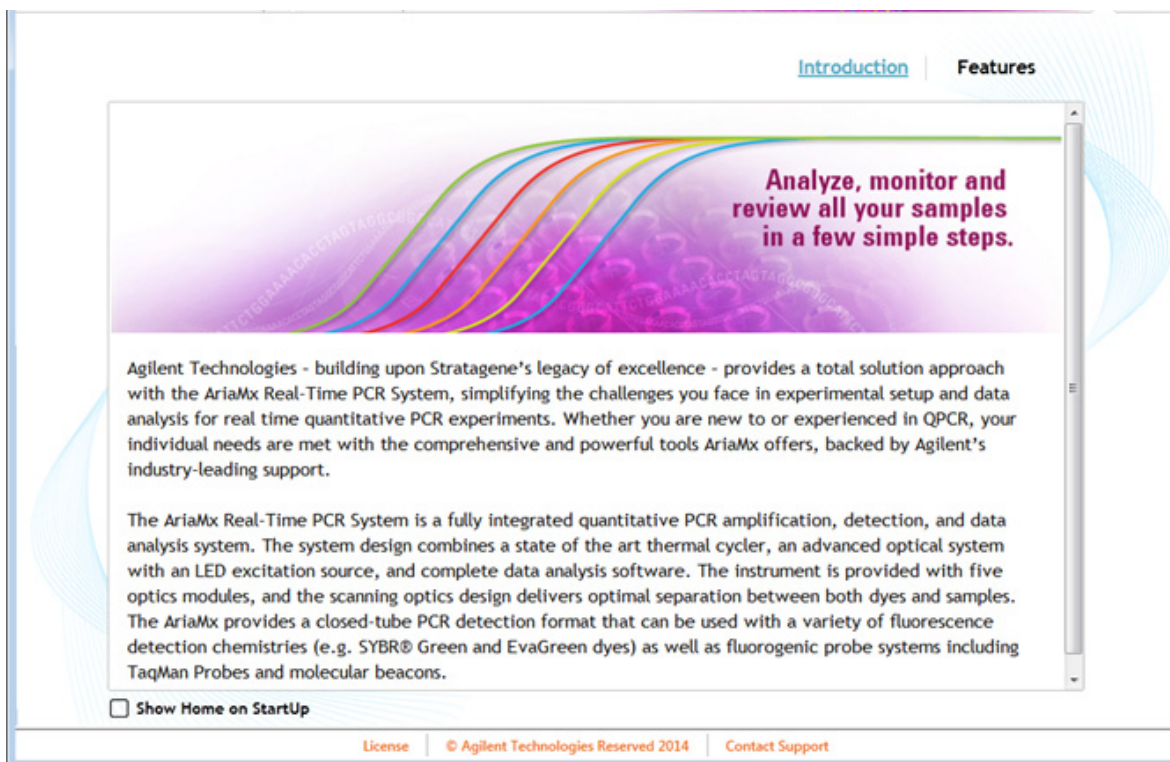 Introduction
Features
Analyze, monitor and
review all your samples
in a few simple steps.
Agilent Technologies - building upon Stratagene's legacy of excellence - provides a total solution approach
with the AriaMx Real-Time PCR System, simplifying the challenges you face in experimental setup and data
analysis for real time quantitative PCR experiments. Whether you are new to or experienced in QPCR, your
individual needs are met with the comprehensive and powerful tools AriaMx offers, backed by Agilent's
industry-leading support.
The AriaMx Real-Time PCR System is a fully integrated quantitative PCR amplification, detection, and data
analysis system. The system design combines a state of the art thermal cycler, an advanced optical system
with an LED excitation source, and complete data analysis software. The instrument is provided with five
optics modules, and the scanning optics design delivers optimal separation between both dyes and samples.
The AriaMx provides a closed-tube PCR detection format that can be used with a variety of fluorescence
detection chemistries (e.g. SYBR® Green and EvaGreen dyes) as well as fluorogenic probe systems including
TaqMan Probes and molecular beacons.
Show Home on StartUp
License
© Agilent Technologies Reserved 2014
Contact Support